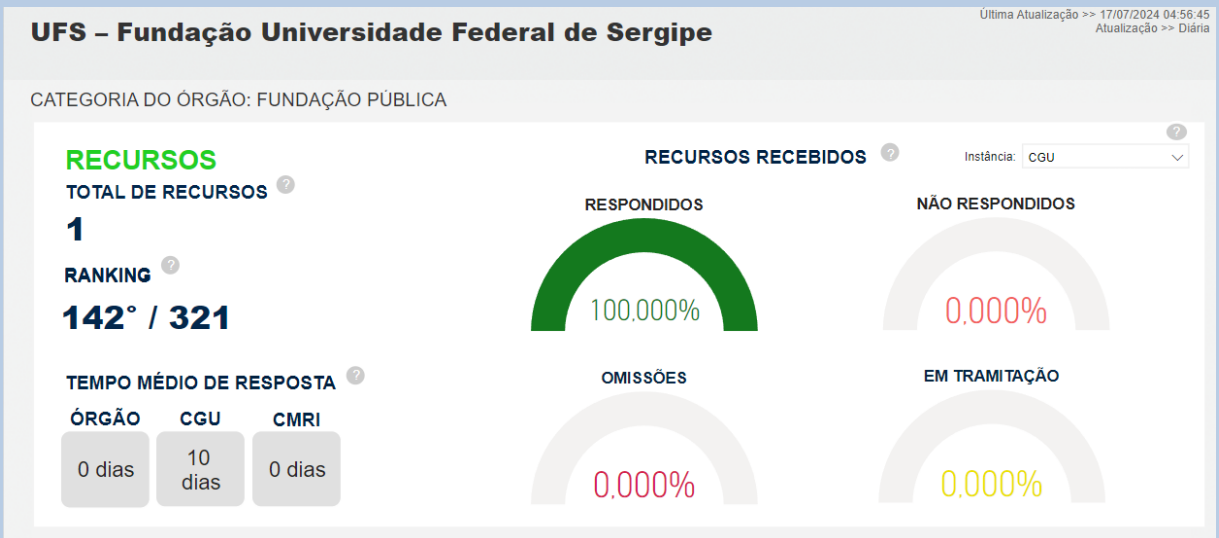 UFS – Fundação Universidade Federal de Sergipe
Última Atualização >> 17/07/2024 04:56:45
Atualização >> Diária
CATEGORIA DO ÓRGÃO: FUNDAÇÃO PÚBLICA
?
RECURSOS
RECURSOS RECEBIDOS ?
Instância: CGU
TOTAL DE RECURSOS ?
1
RANKING ?
142° / 321
TEMPO MÉDIO DE RESPOSTA ?
ÓRGÃO CGU CMRI
0 dias
10
dias
0 dias
RESPONDIDOS
100,000%
NÃO RESPONDIDOS
0,000%
OMISSÕES
0,000%
EM TRAMITAÇÃO
0,000%